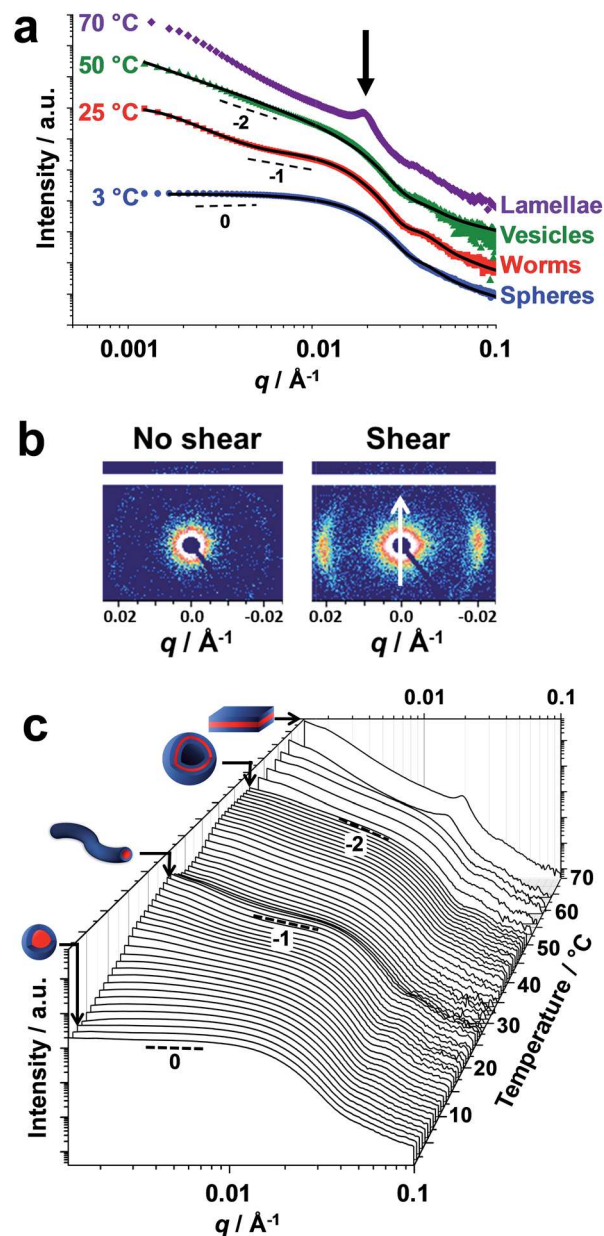 a
70 °C
50 °C
25 °C
3 °C
-2
-1
0
Lamellae
Vesicles
Worms
Spheres
Intensity / a.u.
0.001 0.01 0.1
q / Å-1
b
No shear Shear
0.02 0.0 -0.02 0.02 0.0 -0.02
q / Å-1 q / Å-1
c
0.01 0.1
-2
-1
0
70
60
50
40
30
20
10
Temperature / °C
Intensity / a.u.
0.01 0.1
q / Å-1